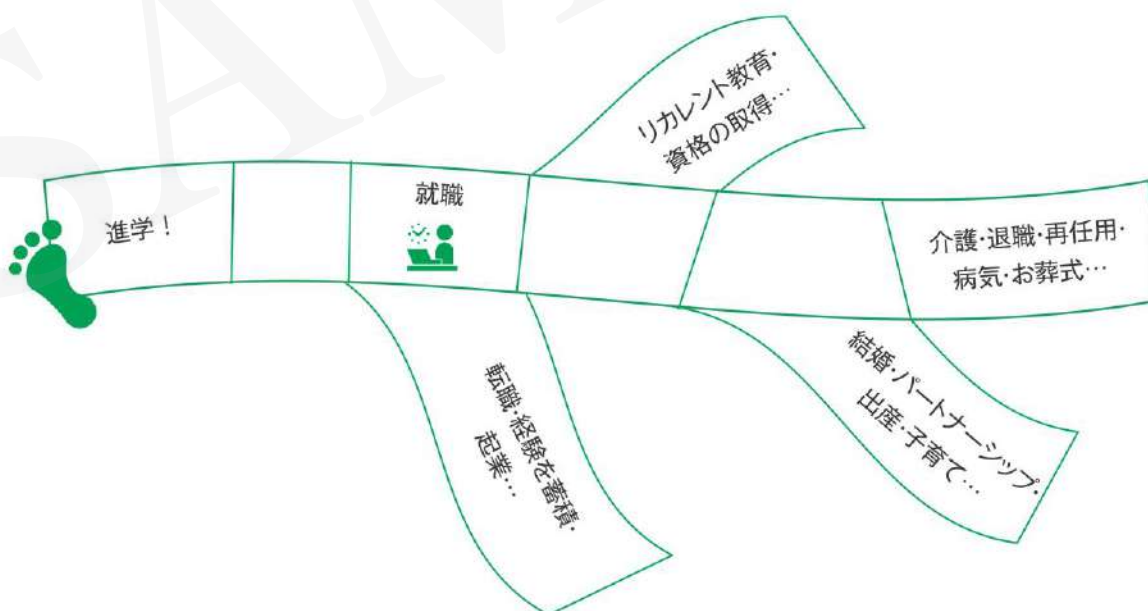 リカレント教育・
資格の取得…
進学！
就職
介護・退職・再任用・
病気・お葬式…
転職・経験を蓄積・
起業…
結婚・パートナーシップ・
出産・子育て…